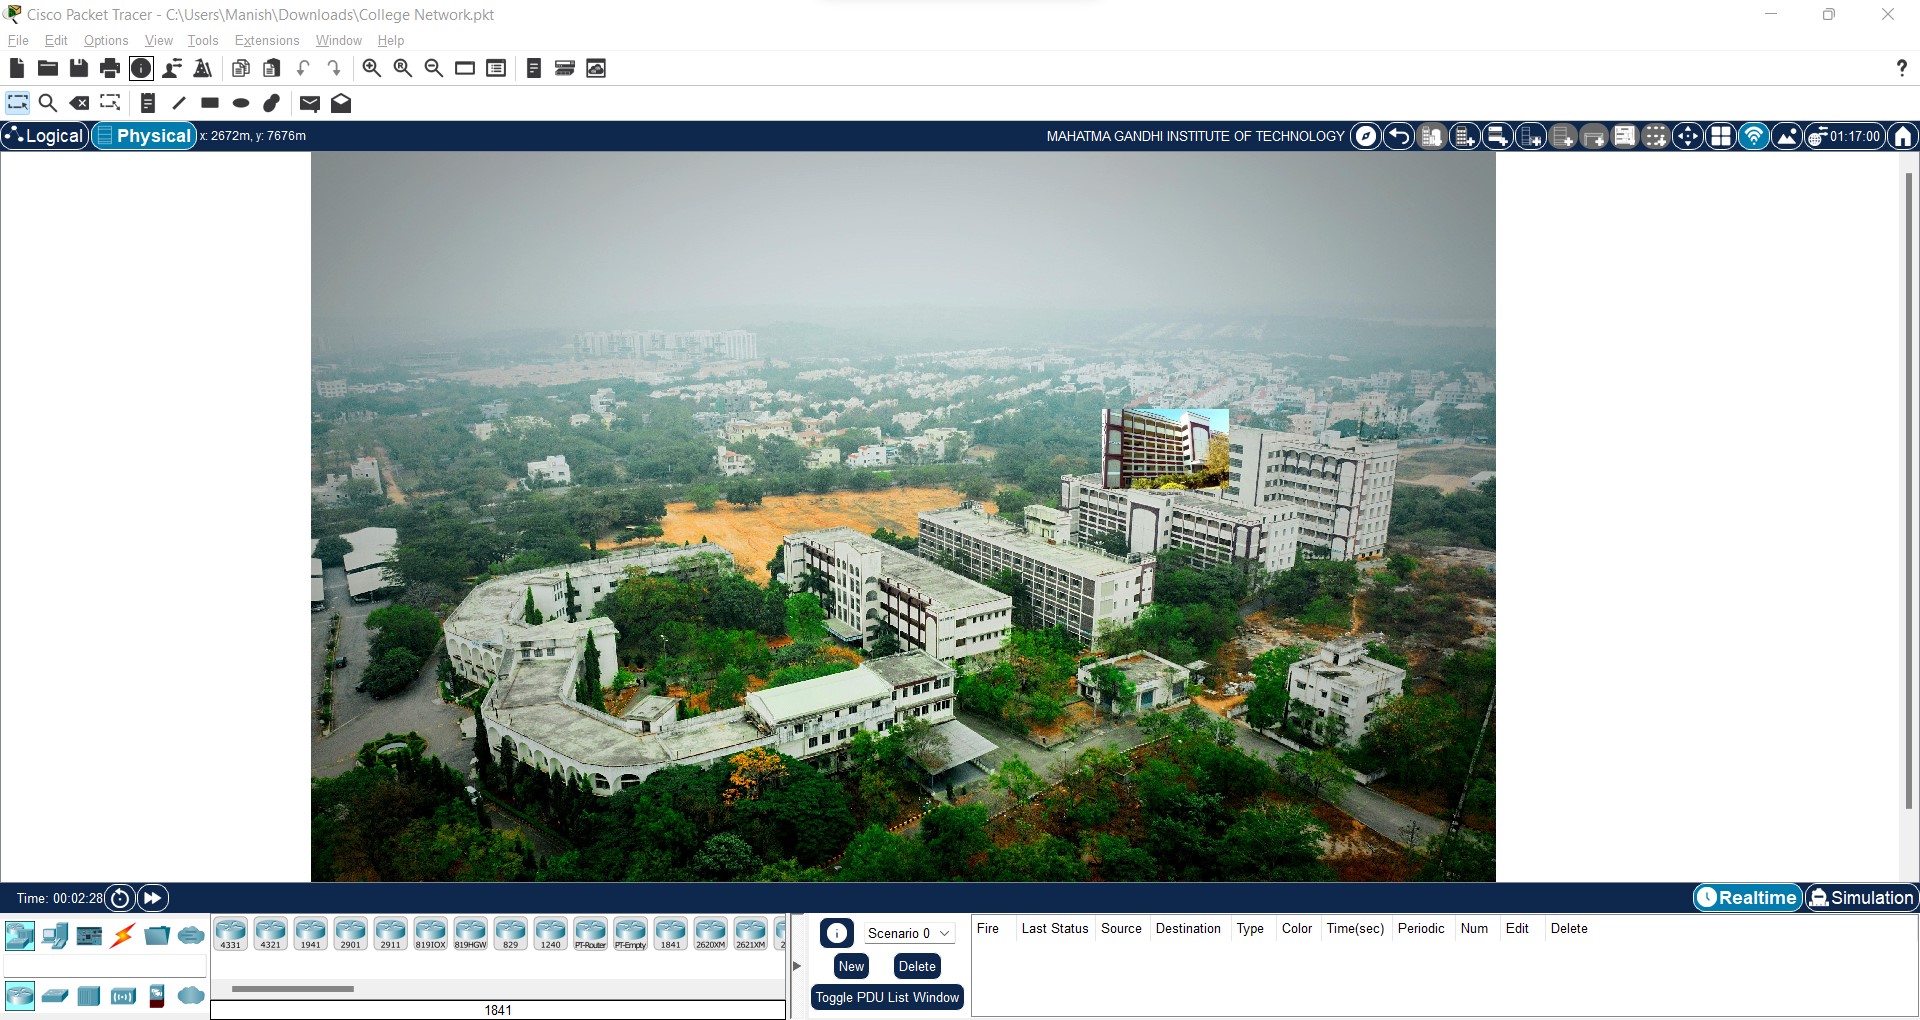 Cisco Packet Tracer - C:\Users\Manish\Downloads\College Network.pkt
File Edit Options View Tools Extensions Window Help
Logical Physical x: 2672m, y: 7676m MAHATMA GANDHI INSTITUTE OF TECHNOLOGY 01:17:00
Time: 00:02:28 Realtime Simulation
4331 4321 1941 2901 2911 819IOX 819HGW 829 1240 PT-Router PT-Empty 1841 2620XM 2621XM 2
1841
Scenario 0
New Delete
Toggle PDU List Window
Fire Last Status Source Destination Type Color Time(sec) Periodic Num Edit Delete